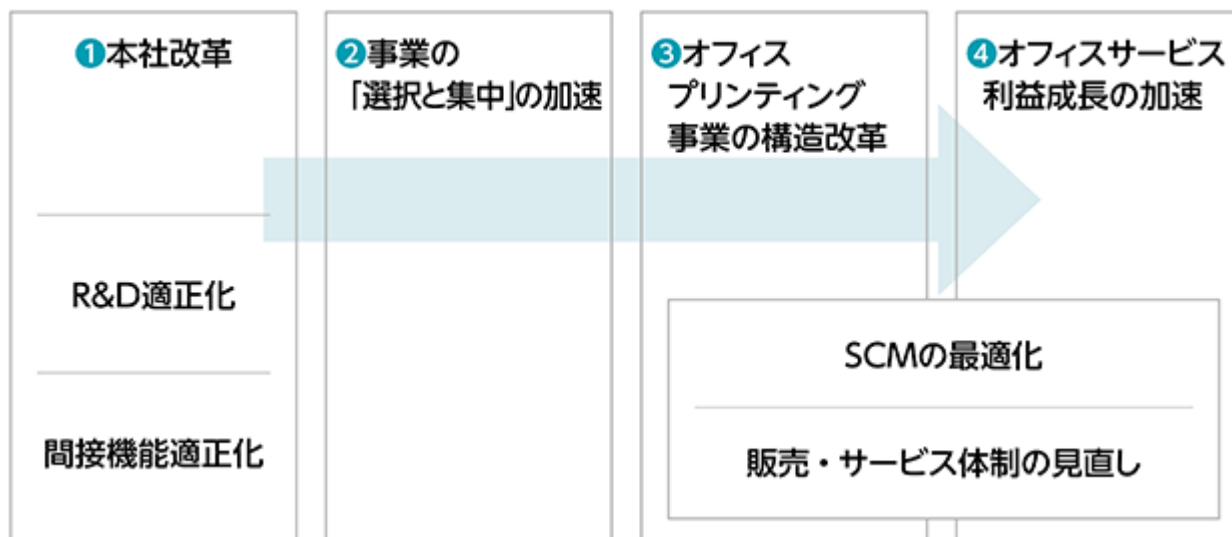 ❶本社改革
R&D適正化
間接機能適正化
❷事業の
「選択と集中」の加速
❸オフィス
プリンティング
事業の構造改革
❹オフィスサービス
利益成長の加速
SCMの最適化
販売・サービス体制の見直し